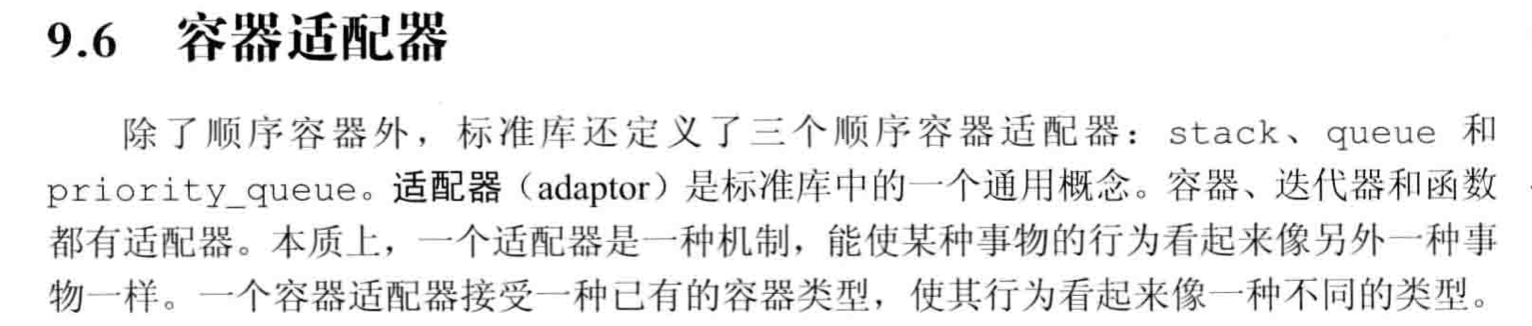 9.6 容器适配器
除了顺序容器外，标准库还定义了三个顺序容器适配器：stack、queue 和
priority_queue。适配器（adaptor）是标准库中的一个通用概念。容器、迭代器和函数
都有适配器。本质上，一个适配器是一种机制，能使某种事物的行为看起来像另外一种事
物一样。一个容器适配器接受一种已有的容器类型，使其行为看起来像一种不同的类型。